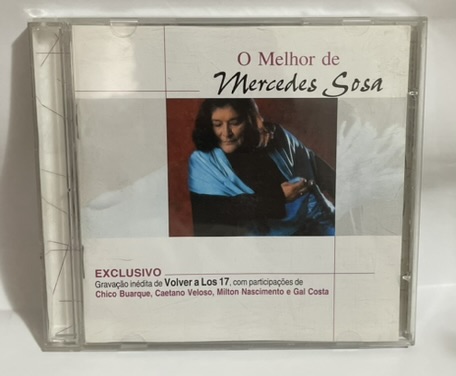 O Melhor de
Mercedes Sosa
EXCLUSIVO
Gravação inédita de Volver a Los 17, com participações de
Chico Buarque, Caetano Veloso, Milton Nascimento e Gal Costa